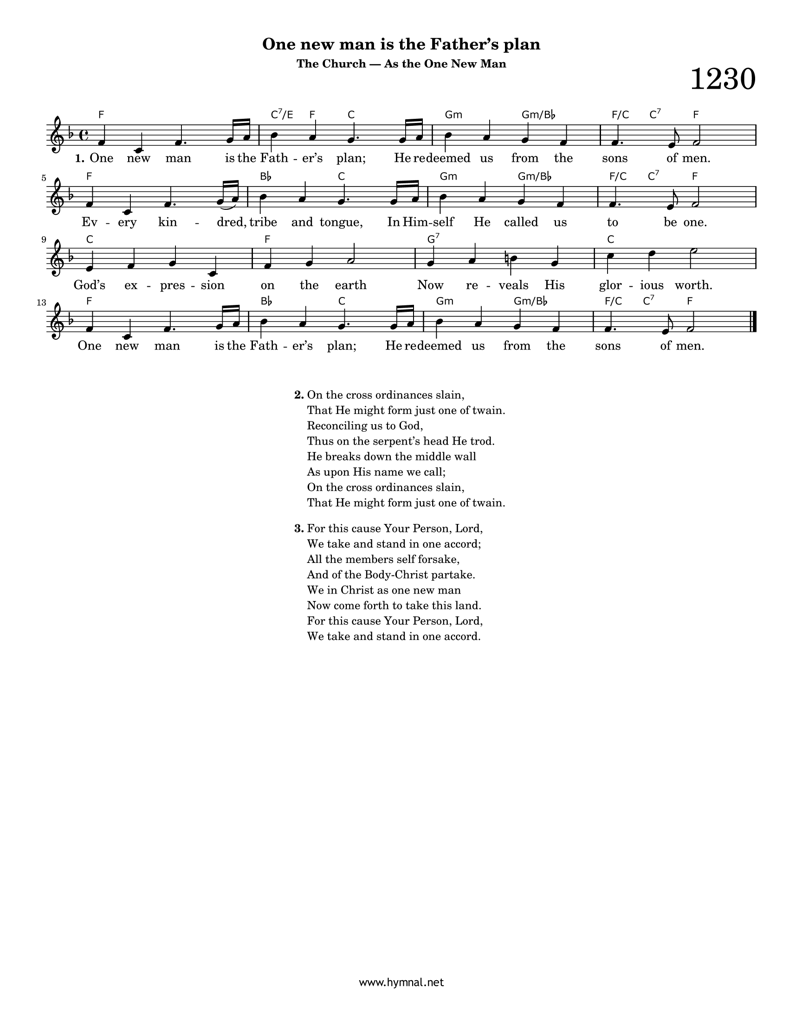 One new man is the Father's plan
The Church — As the One New Man
1230
F C7/E F C Gm Gm/B♭ F/C C7 F
1. One new man is the Fath - er's plan; He redeemed us from the sons of men.
5 F B♭ C Gm Gm/B♭ F/C C7 F
Ev - ery kin - dred, tribe and tongue, In Him-self He called us to be one.
9 C F G7 C
God's ex - pres - sion on the earth Now re - veals His glor - ious worth.
13 F B♭ C Gm Gm/B♭ F/C C7 F
One new man is the Fath - er's plan; He redeemed us from the sons of men.
2. On the cross ordinances slain,
That He might form just one of twain.
Reconciling us to God,
Thus on the serpent's head He trod.
He breaks down the middle wall
As upon His name we call;
On the cross ordinances slain,
That He might form just one of twain.
3. For this cause Your Person, Lord,
We take and stand in one accord;
All the members self forsake,
And of the Body-Christ partake.
We in Christ as one new man
Now come forth to take this land.
For this cause Your Person, Lord,
We take and stand in one accord.
www.hymnal.net